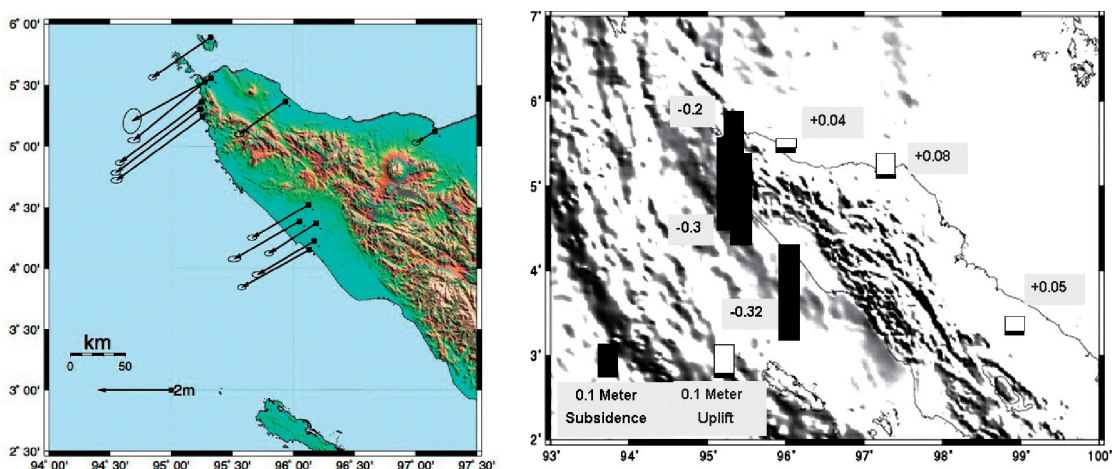 6° 00'
5° 30'
5° 00'
4° 30'
4° 00'
3° 30'
3° 00'
2° 30'
km
0 50
2m
94° 00' 94° 30' 95° 00' 95° 30' 96° 00' 96° 30' 97° 00' 97° 30'
7'
6'
5'
4'
3'
2'
-0.2
+0.04
+0.08
-0.3
+0.05
-0.32
0.1 Meter
Subsidence
0.1 Meter
Uplift
93' 94' 95' 96' 97' 98' 99' 100'